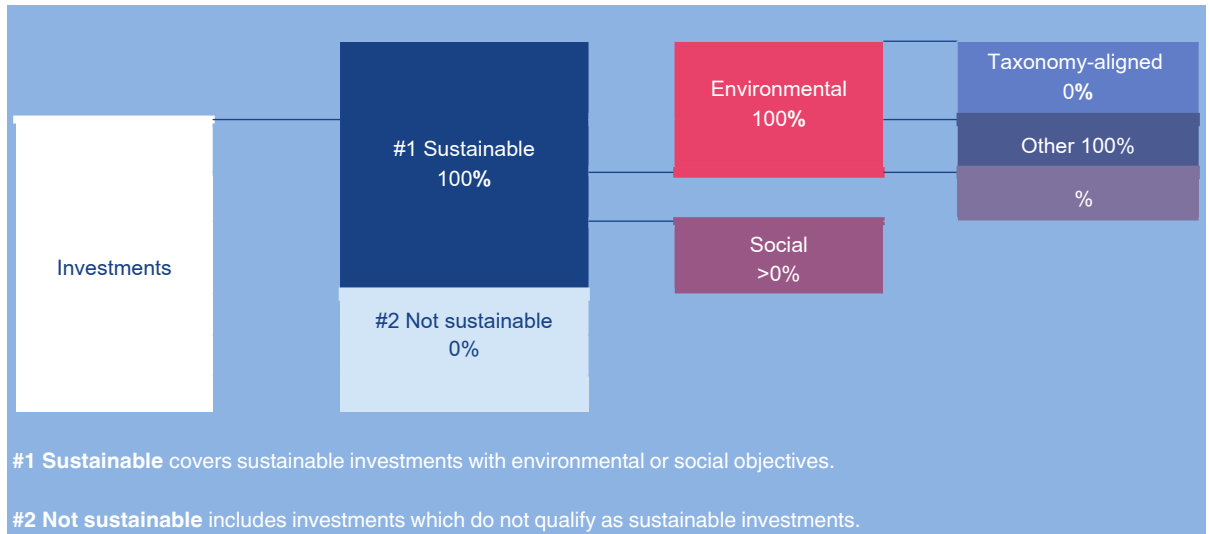 Investments
#1 Sustainable
100%
#2 Not sustainable
0%
Environmental
100%
Social
>0%
Taxonomy-aligned
0%
Other 100%
%
#1 Sustainable covers sustainable investments with environmental or social objectives.
#2 Not sustainable includes investments which do not qualify as sustainable investments.